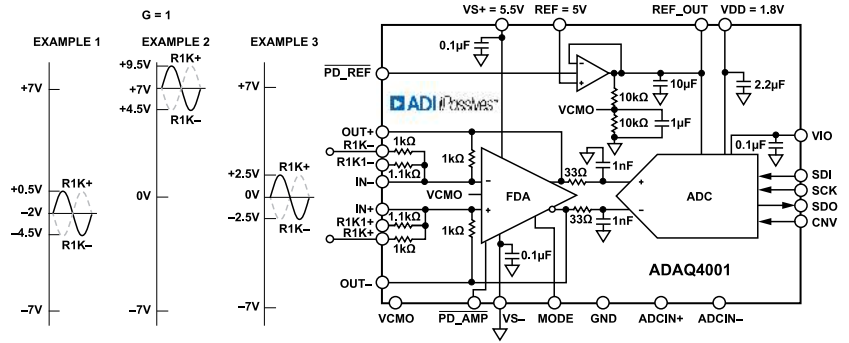 G = 1
EXAMPLE 1
+7V
+0.5V
R1K+
–2V
–4.5V
R1K–
–7V
EXAMPLE 2
+9.5V
R1K+
+7V
+4.5V
R1K–
0V
–7V
EXAMPLE 3
+7V
+2.5V
R1K+
0V
–2.5V
R1K–
–7V
VS+ = 5.5V
REF = 5V
REF_OUT
VDD = 1.8V
0.1µF
PD_REF
ADI iPassives™
10kΩ
10µF
2.2µF
VCMO
10kΩ
1µF
OUT+
R1K–
1kΩ
R1K1–
1.1kΩ
IN–
1kΩ
VCMO
FDA
–
+
33Ω
1nF
IN+
1.1kΩ
R1K1+
R1K+
1kΩ
1kΩ
33Ω
1nF
OUT–
0.1µF
+
–
ADC
0.1µF
VIO
SDI
SCK
SDO
CNV
ADAQ4001
VCMO
PD_AMP
VS–
MODE
GND
ADCIN+
ADCIN–